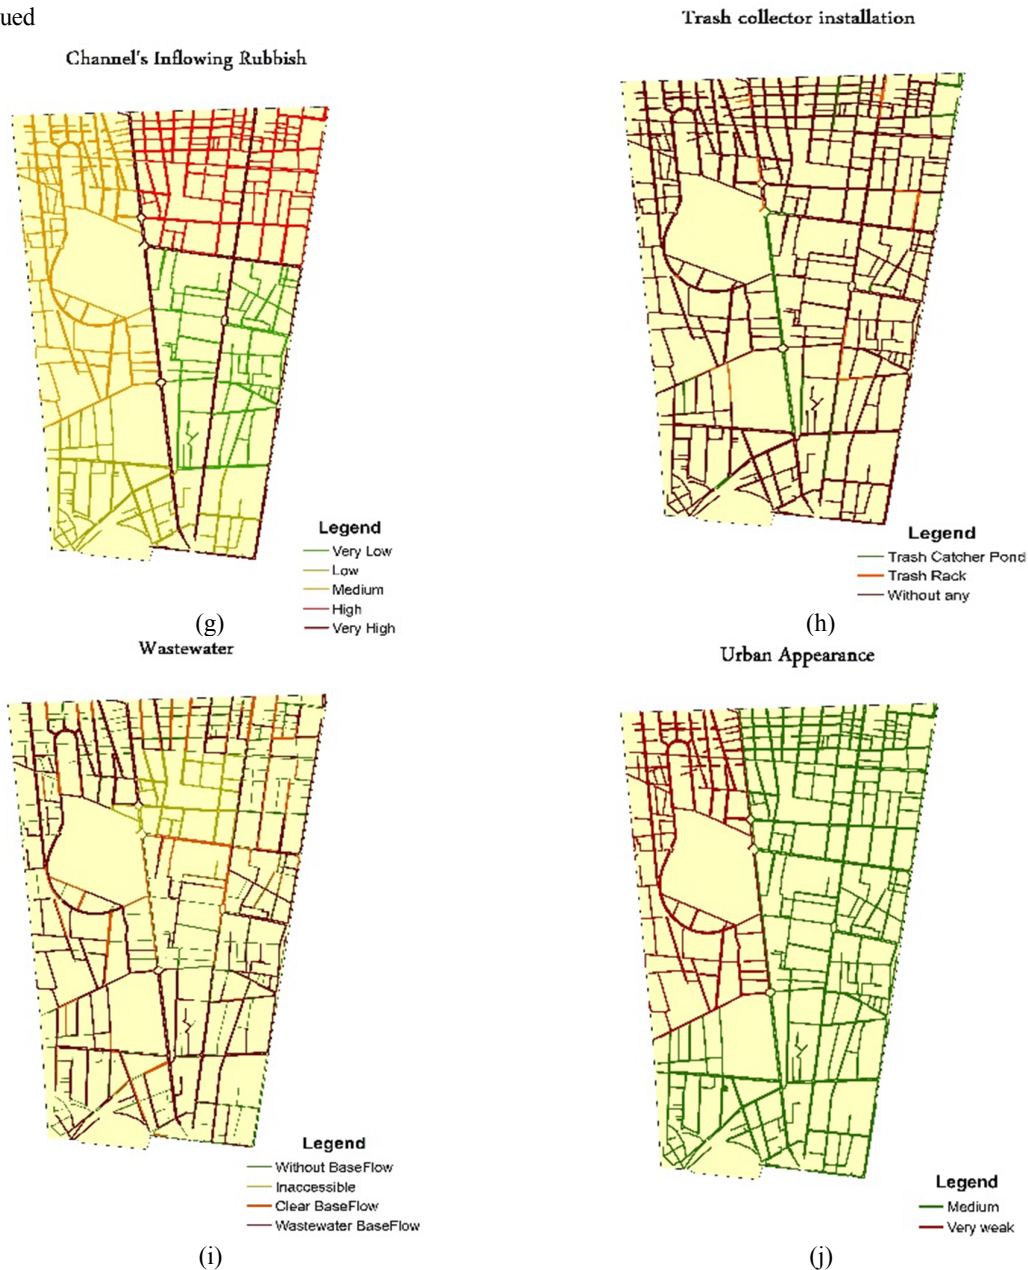 ued
Channel's Inflowing Rubbish
Legend
Very Low
Low
Medium
High
Very High
(g)
Trash collector installation
Legend
Trash Catcher Pond
Trash Rack
Without any
(h)
Wastewater
Legend
Without BaseFlow
Inaccessible
Clear BaseFlow
Wastewater BaseFlow
(i)
Urban Appearance
Legend
Medium
Very weak
(j)